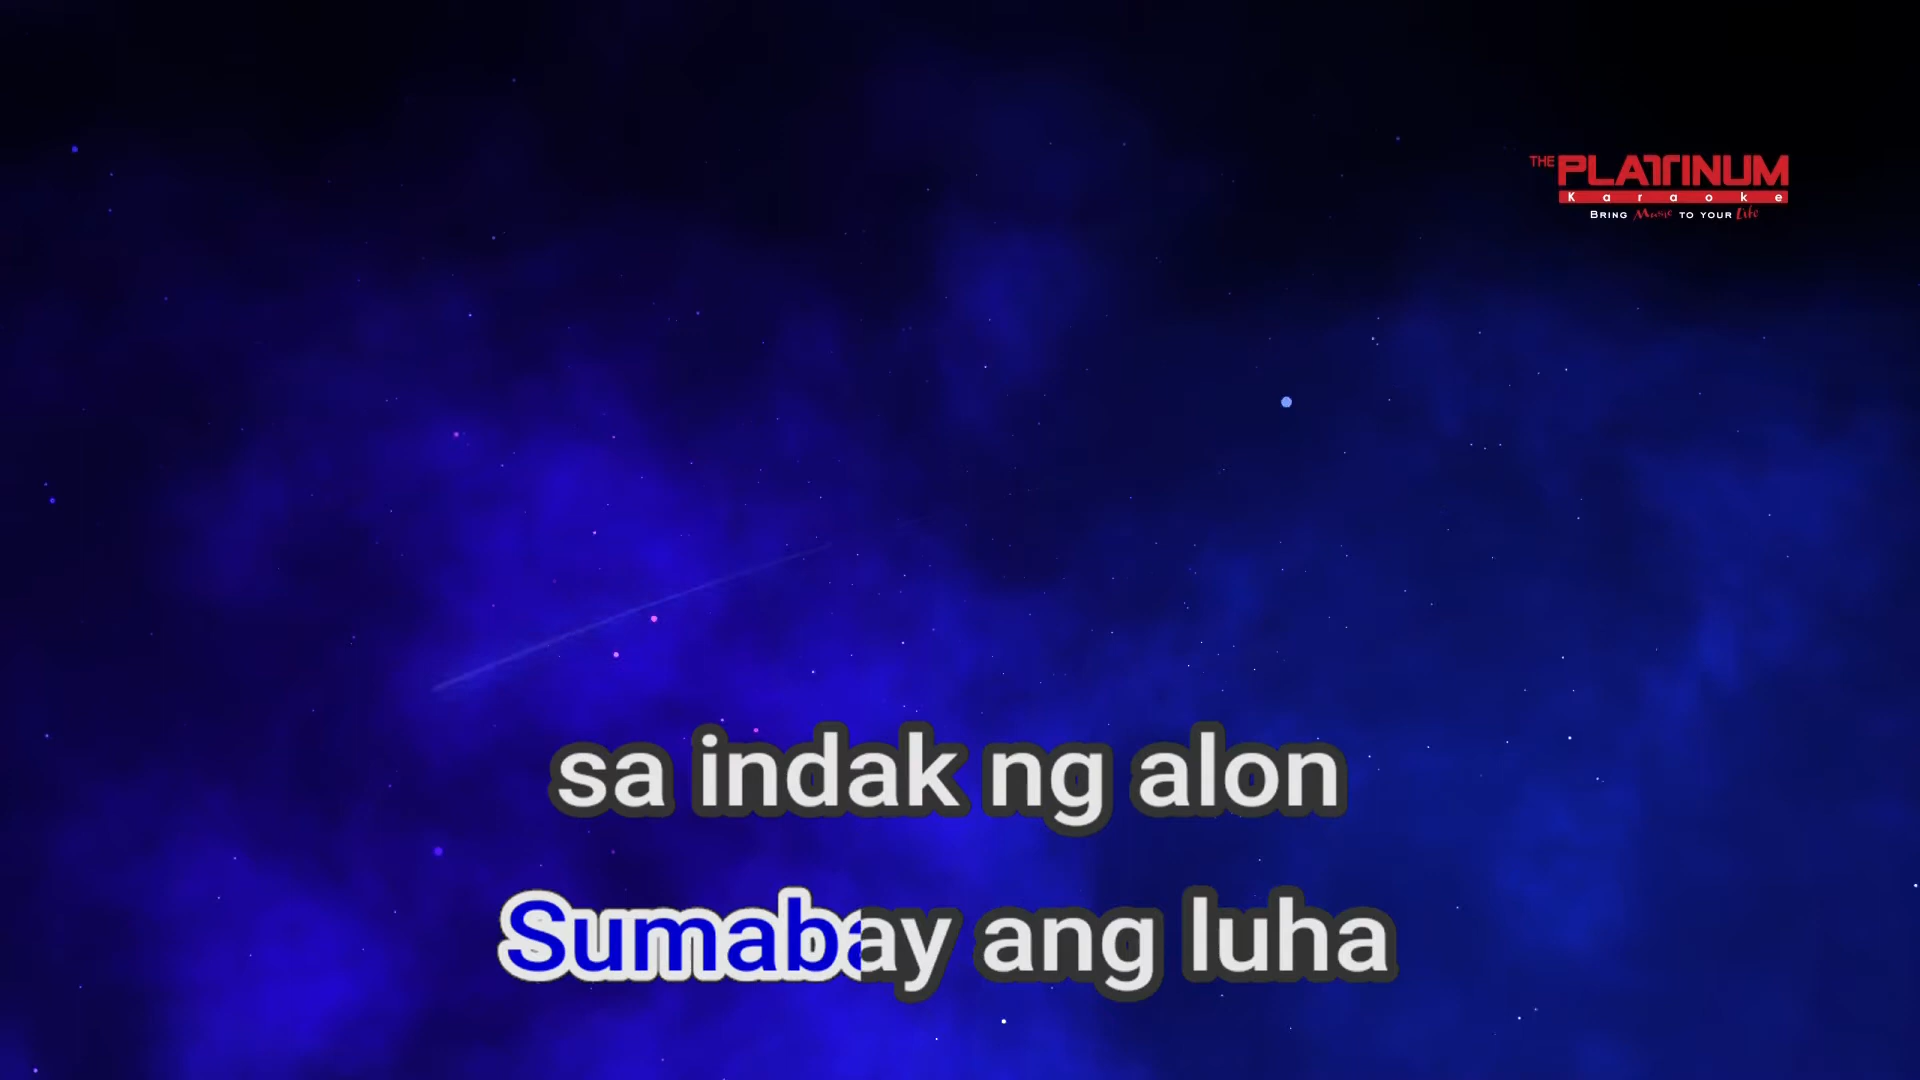 THE PLATINUM
Karaoke
BRING Music TO YOUR Life
sa indak ng alon
Sumabay ang luha